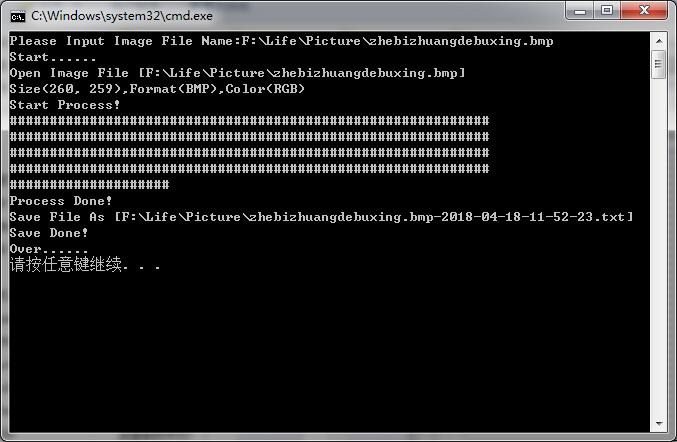 C:\Windows\system32\cmd.exe
Please Input Image File Name:F:\Life\Picture\zhebizhuangdebuxing.bmp
Start......
Open Image File [F:\Life\Picture\zhebizhuangdebuxing.bmp]
Size(260, 259),Format(BMP),Color(RGB)
Start Process!
############################################################
############################################################
############################################################
############################################################
####################
Process Done!
Save File As [F:\Life\Picture\zhebizhuangdebuxing.bmp-2018-04-18-11-52-23.txt]
Save Done!
Over......
请按任意键继续. . .